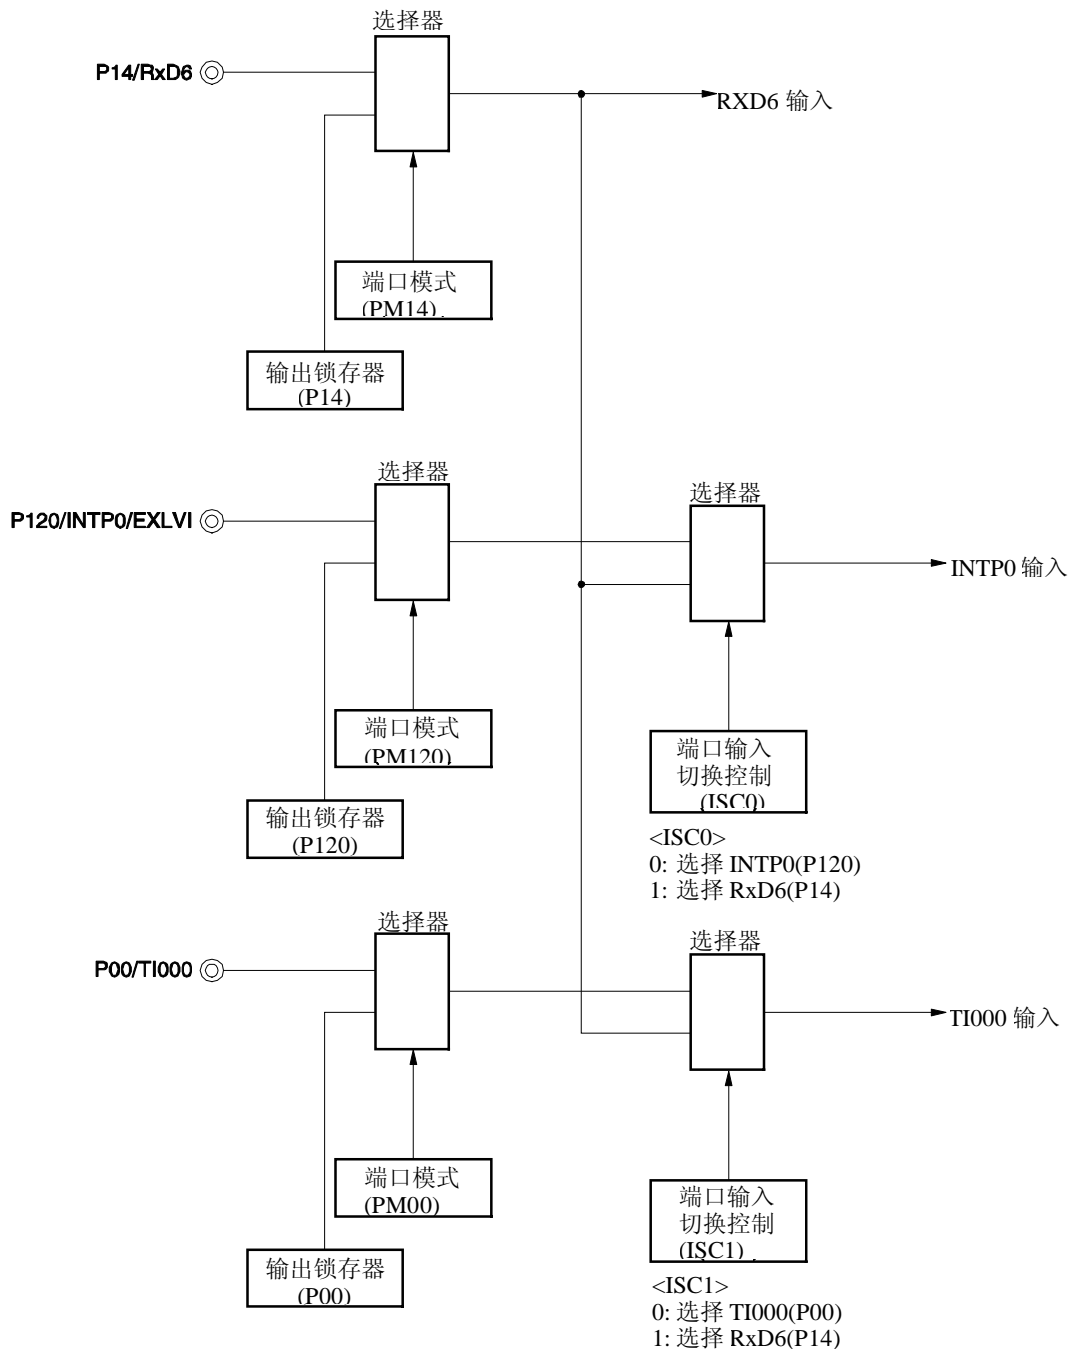 选择器
P14/RxD6
RXD6 输入
端口模式
(PM14)
输出锁存器
(P14)
选择器
P120/INTP0/EXLVI
选择器
INTP0 输入
端口模式
(PM120)
输出锁存器
(P120)
端口输入
切换控制
(ISC0)
<ISC0>
0: 选择 INTP0(P120)
1: 选择 RxD6(P14)
选择器
P00/TI000
选择器
TI000 输入
端口模式
(PM00)
输出锁存器
(P00)
端口输入
切换控制
(ISC1)
<ISC1>
0: 选择 TI000(P00)
1: 选择 RxD6(P14)